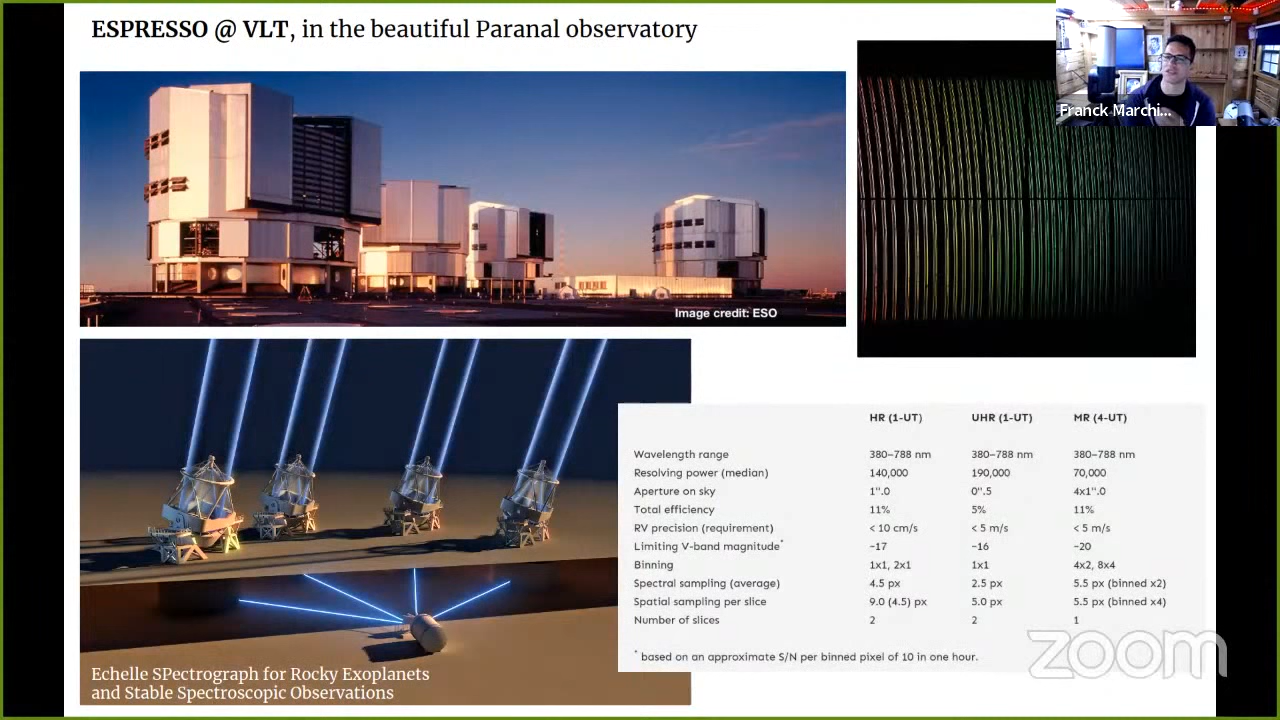 ESPRESSO @ VLT, in the beautiful Paranal observatory
Franck Marchi...
Image credit: ESO
HR (1-UT) UHR (1-UT) MR (4-UT)
Wavelength range 380–788 nm 380–788 nm 380–788 nm
Resolving power (median) 140,000 190,000 70,000
Aperture on sky 1".0 0".5 4x1".0
Total efficiency 11% 5% 11%
RV precision (requirement) < 10 cm/s < 5 m/s < 5 m/s
Limiting V-band magnitude* ~17 ~16 ~20
Binning 1x1, 2x1 1x1 4x2, 8x4
Spectral sampling (average) 4.5 px 2.5 px 5.5 px (binned x2)
Spatial sampling per slice 9.0 (4.5) px 5.0 px 5.5 px (binned x4)
Number of slices 2 2 1
* based on an approximate S/N per binned pixel of 10 in one hour.
zoom
Echelle SPectrograph for Rocky Exoplanets
and Stable Spectroscopic Observations